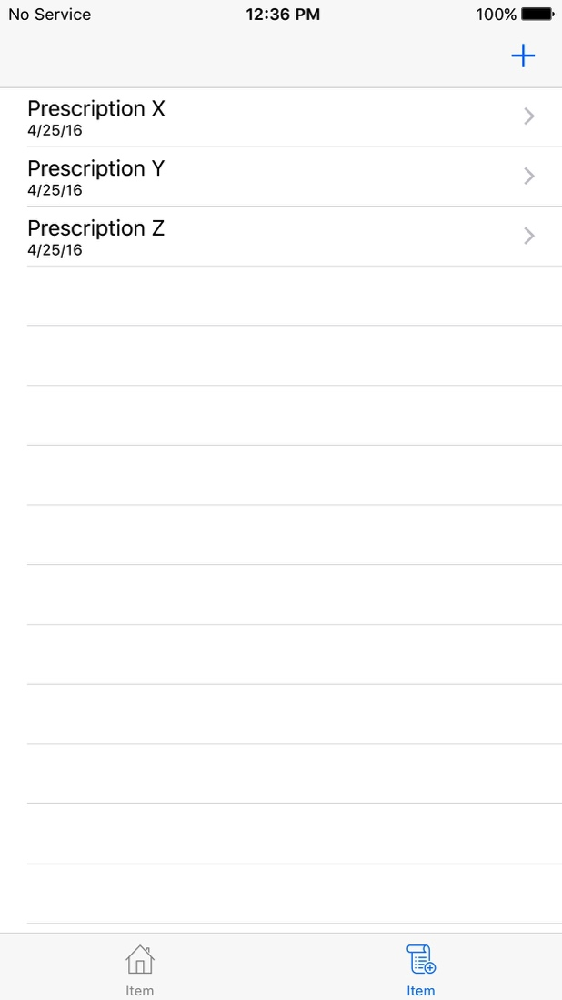 No Service 12:36 PM 100%
Prescription X
4/25/16
Prescription Y
4/25/16
Prescription Z
4/25/16
Item Item